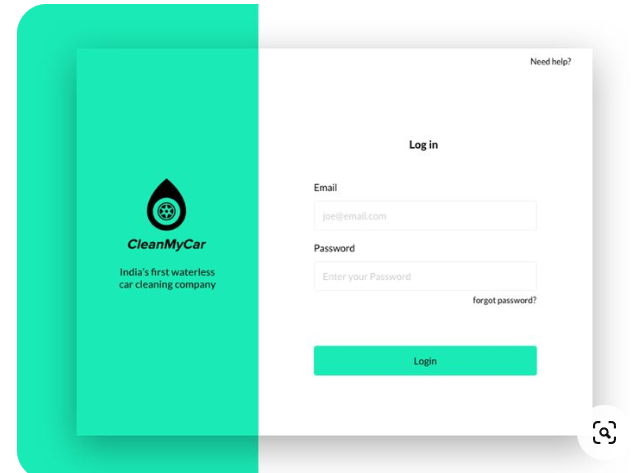 Need help?
CleanMyCar
India's first waterless
car cleaning company
Log in
Email
joe@email.com
Password
Enter your Password
forgot password?
Login